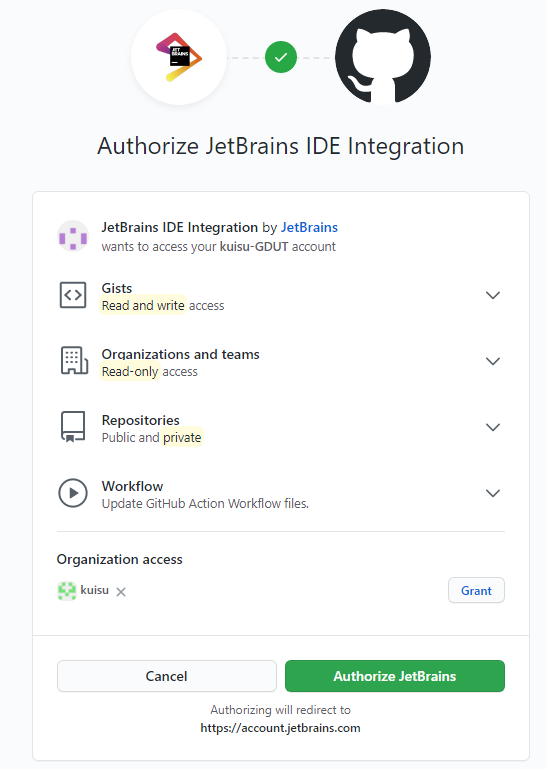 JET
BRAINS
Authorize JetBrains IDE Integration
JetBrains IDE Integration by JetBrains
wants to access your kuisu-GDUT account
Gists
Read and write access
Organizations and teams
Read-only access
Repositories
Public and private
Workflow
Update GitHub Action Workflow files.
Organization access
kuisu
Grant
Cancel
Authorize JetBrains
Authorizing will redirect to
https://account.jetbrains.com